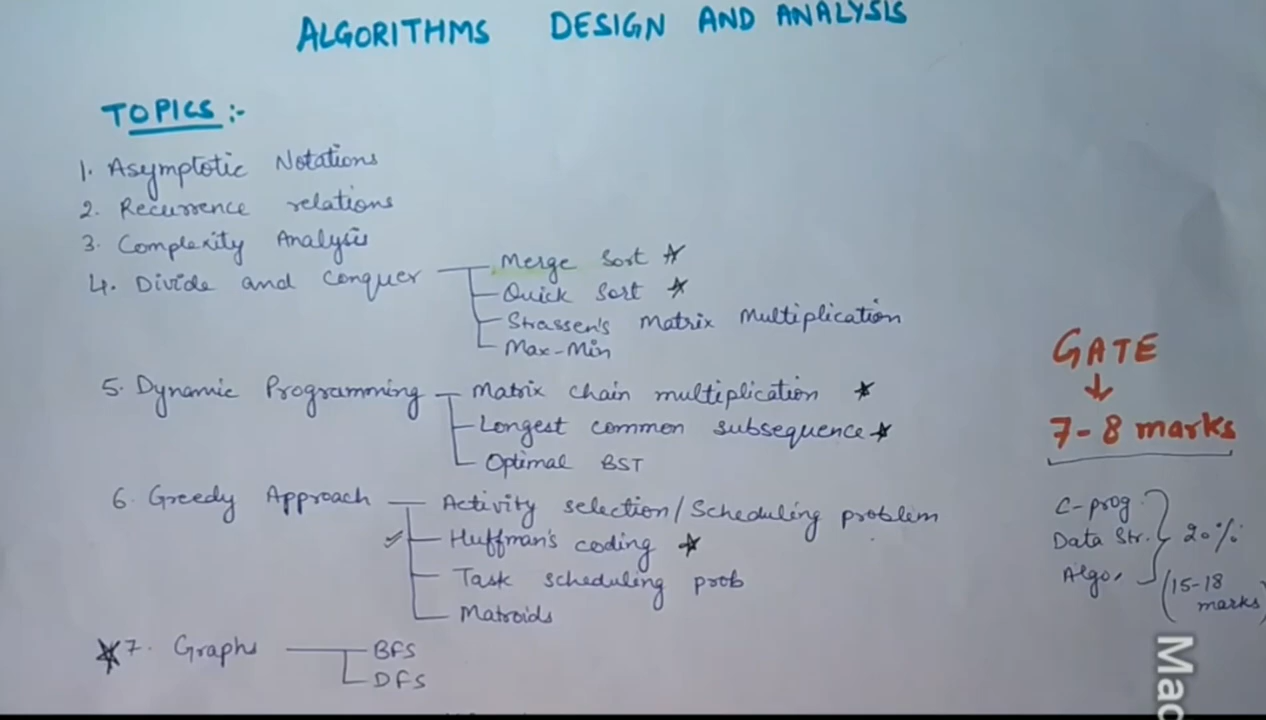 ALGORITHMS DESIGN AND ANALYSIS
TOPICS :-
1. Asymptotic Notations
2. Recurrence relations
3. Complexity Analysis
4. Divide and conquer
Merge Sort ☆
Quick Sort ☆
Strassen's Matrix Multiplication
Max-Min
5. Dynamic Programming
Matrix chain multiplication ★
Longest common subsequence ★
Optimal BST
6. Greedy Approach
Activity selection/Scheduling problem
Huffman's coding ★
Task scheduling prob
Matroids
★ 7. Graphs
BFS
DFS
GATE
↓
7-8 marks
C-prog
Data Str.
Algo.
20%
(15-18
marks)
Mac